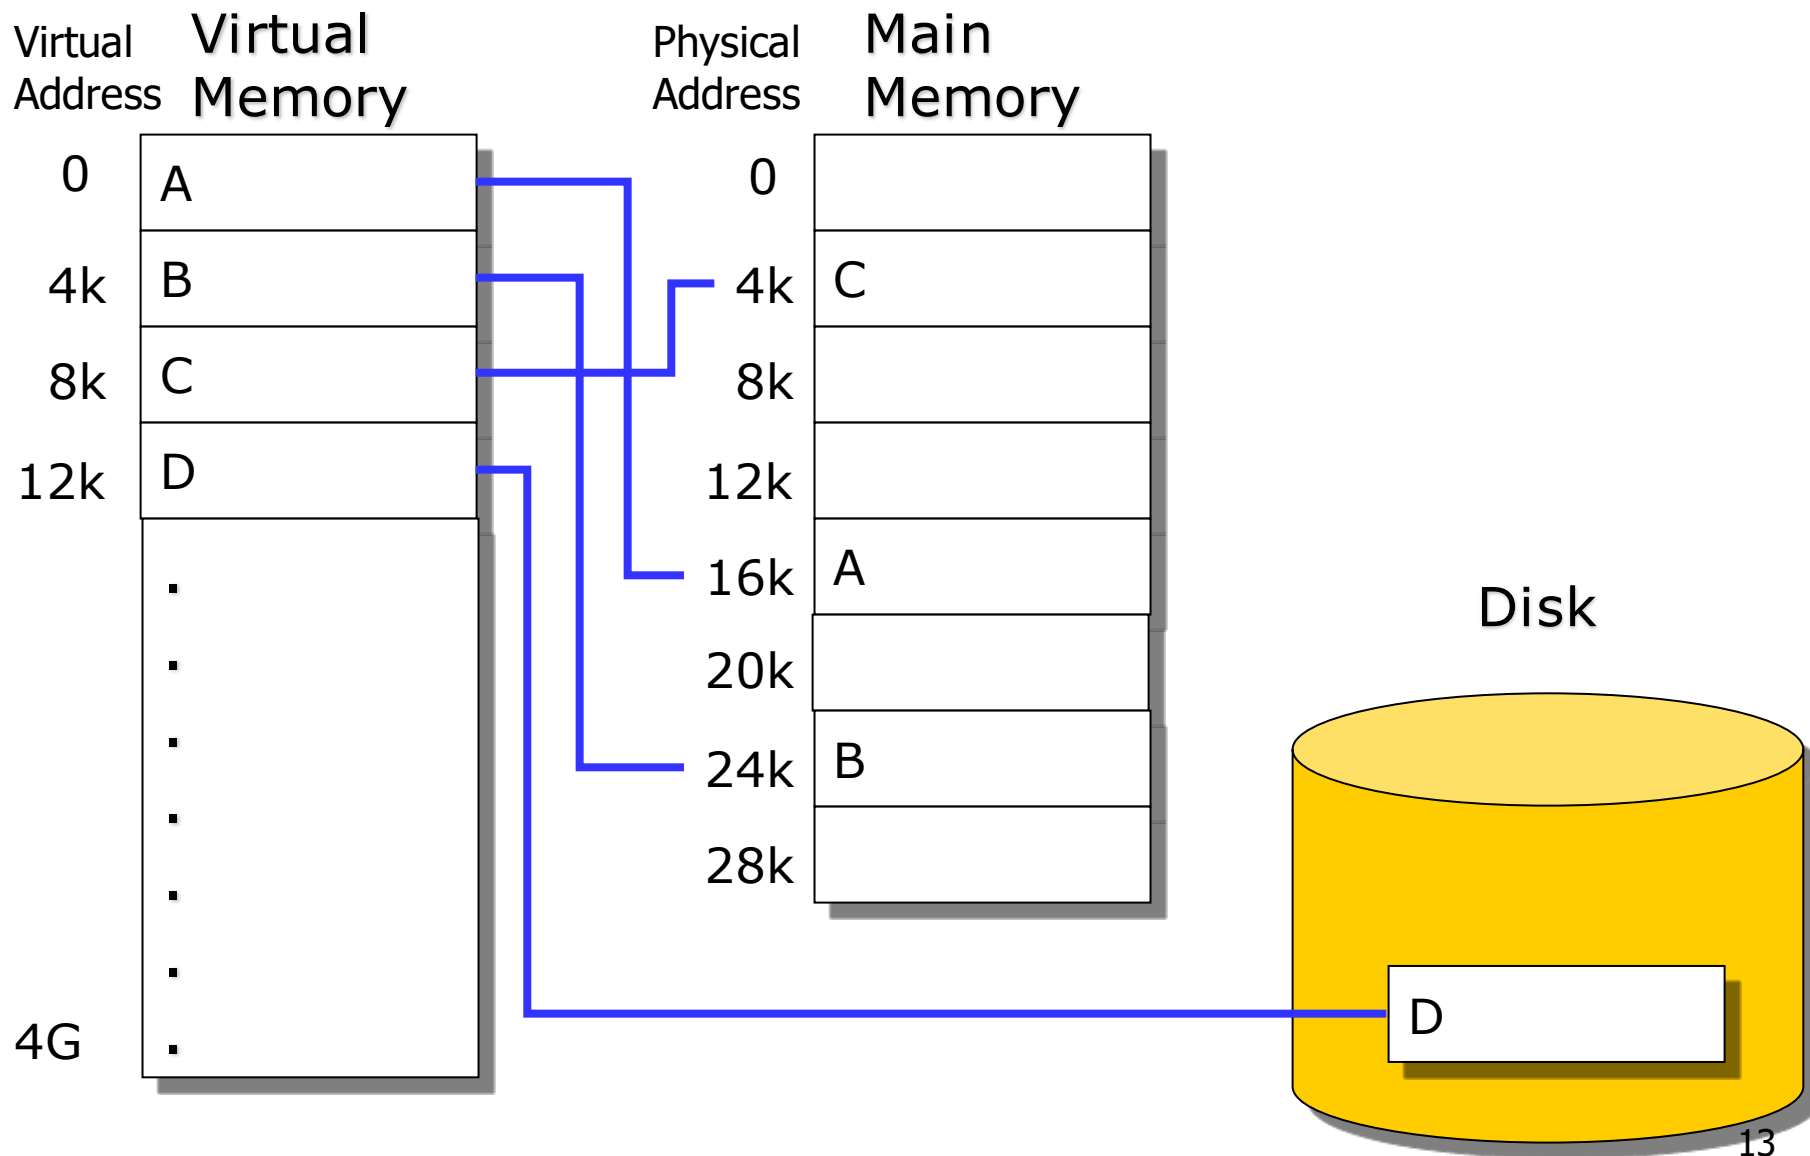 Virtual
Address
Virtual
Memory
Physical
Address
Main
Memory
0
A
0
4k
B
4k
C
8k
C
8k
12k
D
12k
.
16k
A
.
20k
.
24k
B
.
28k
.
.
4G
.
Disk
D
13